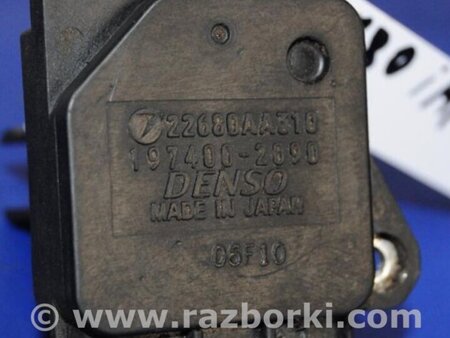 22680AA310
197400-2090
DENSO
MADE IN JAPAN
05F10
www.razborki.com